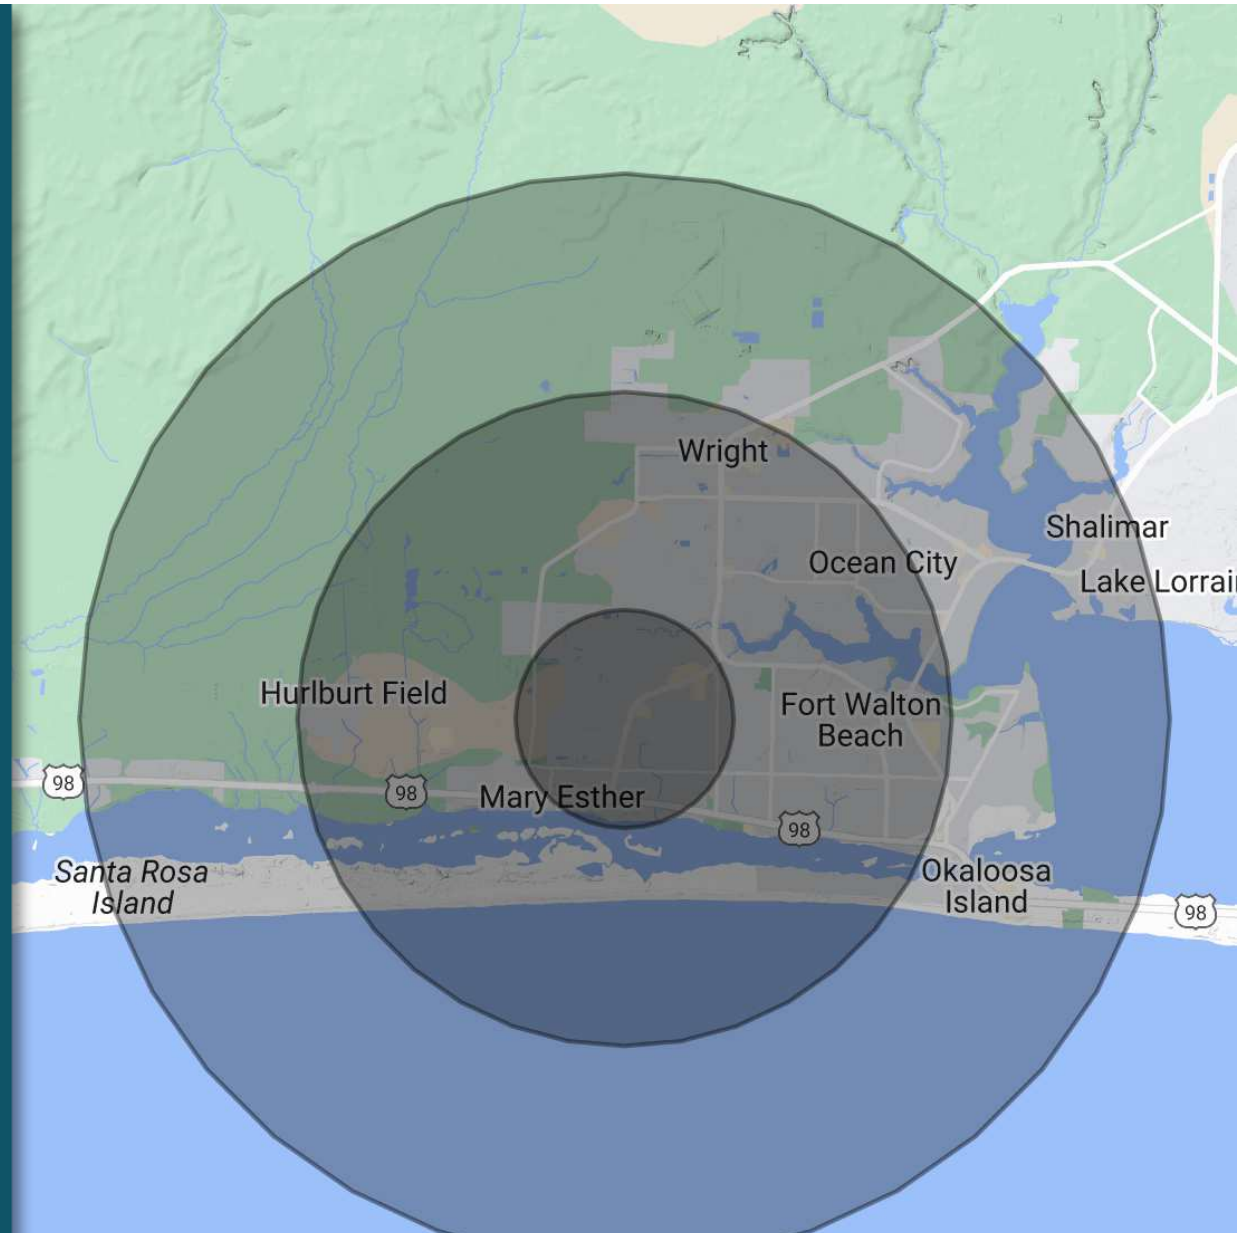 Wright
Shalimar
Ocean City
Lake Lorrai
Hurlburt Field
Fort Walton
Beach
98
98
Mary Esther
98
Santa Rosa
Island
Okaloosa
Island
98